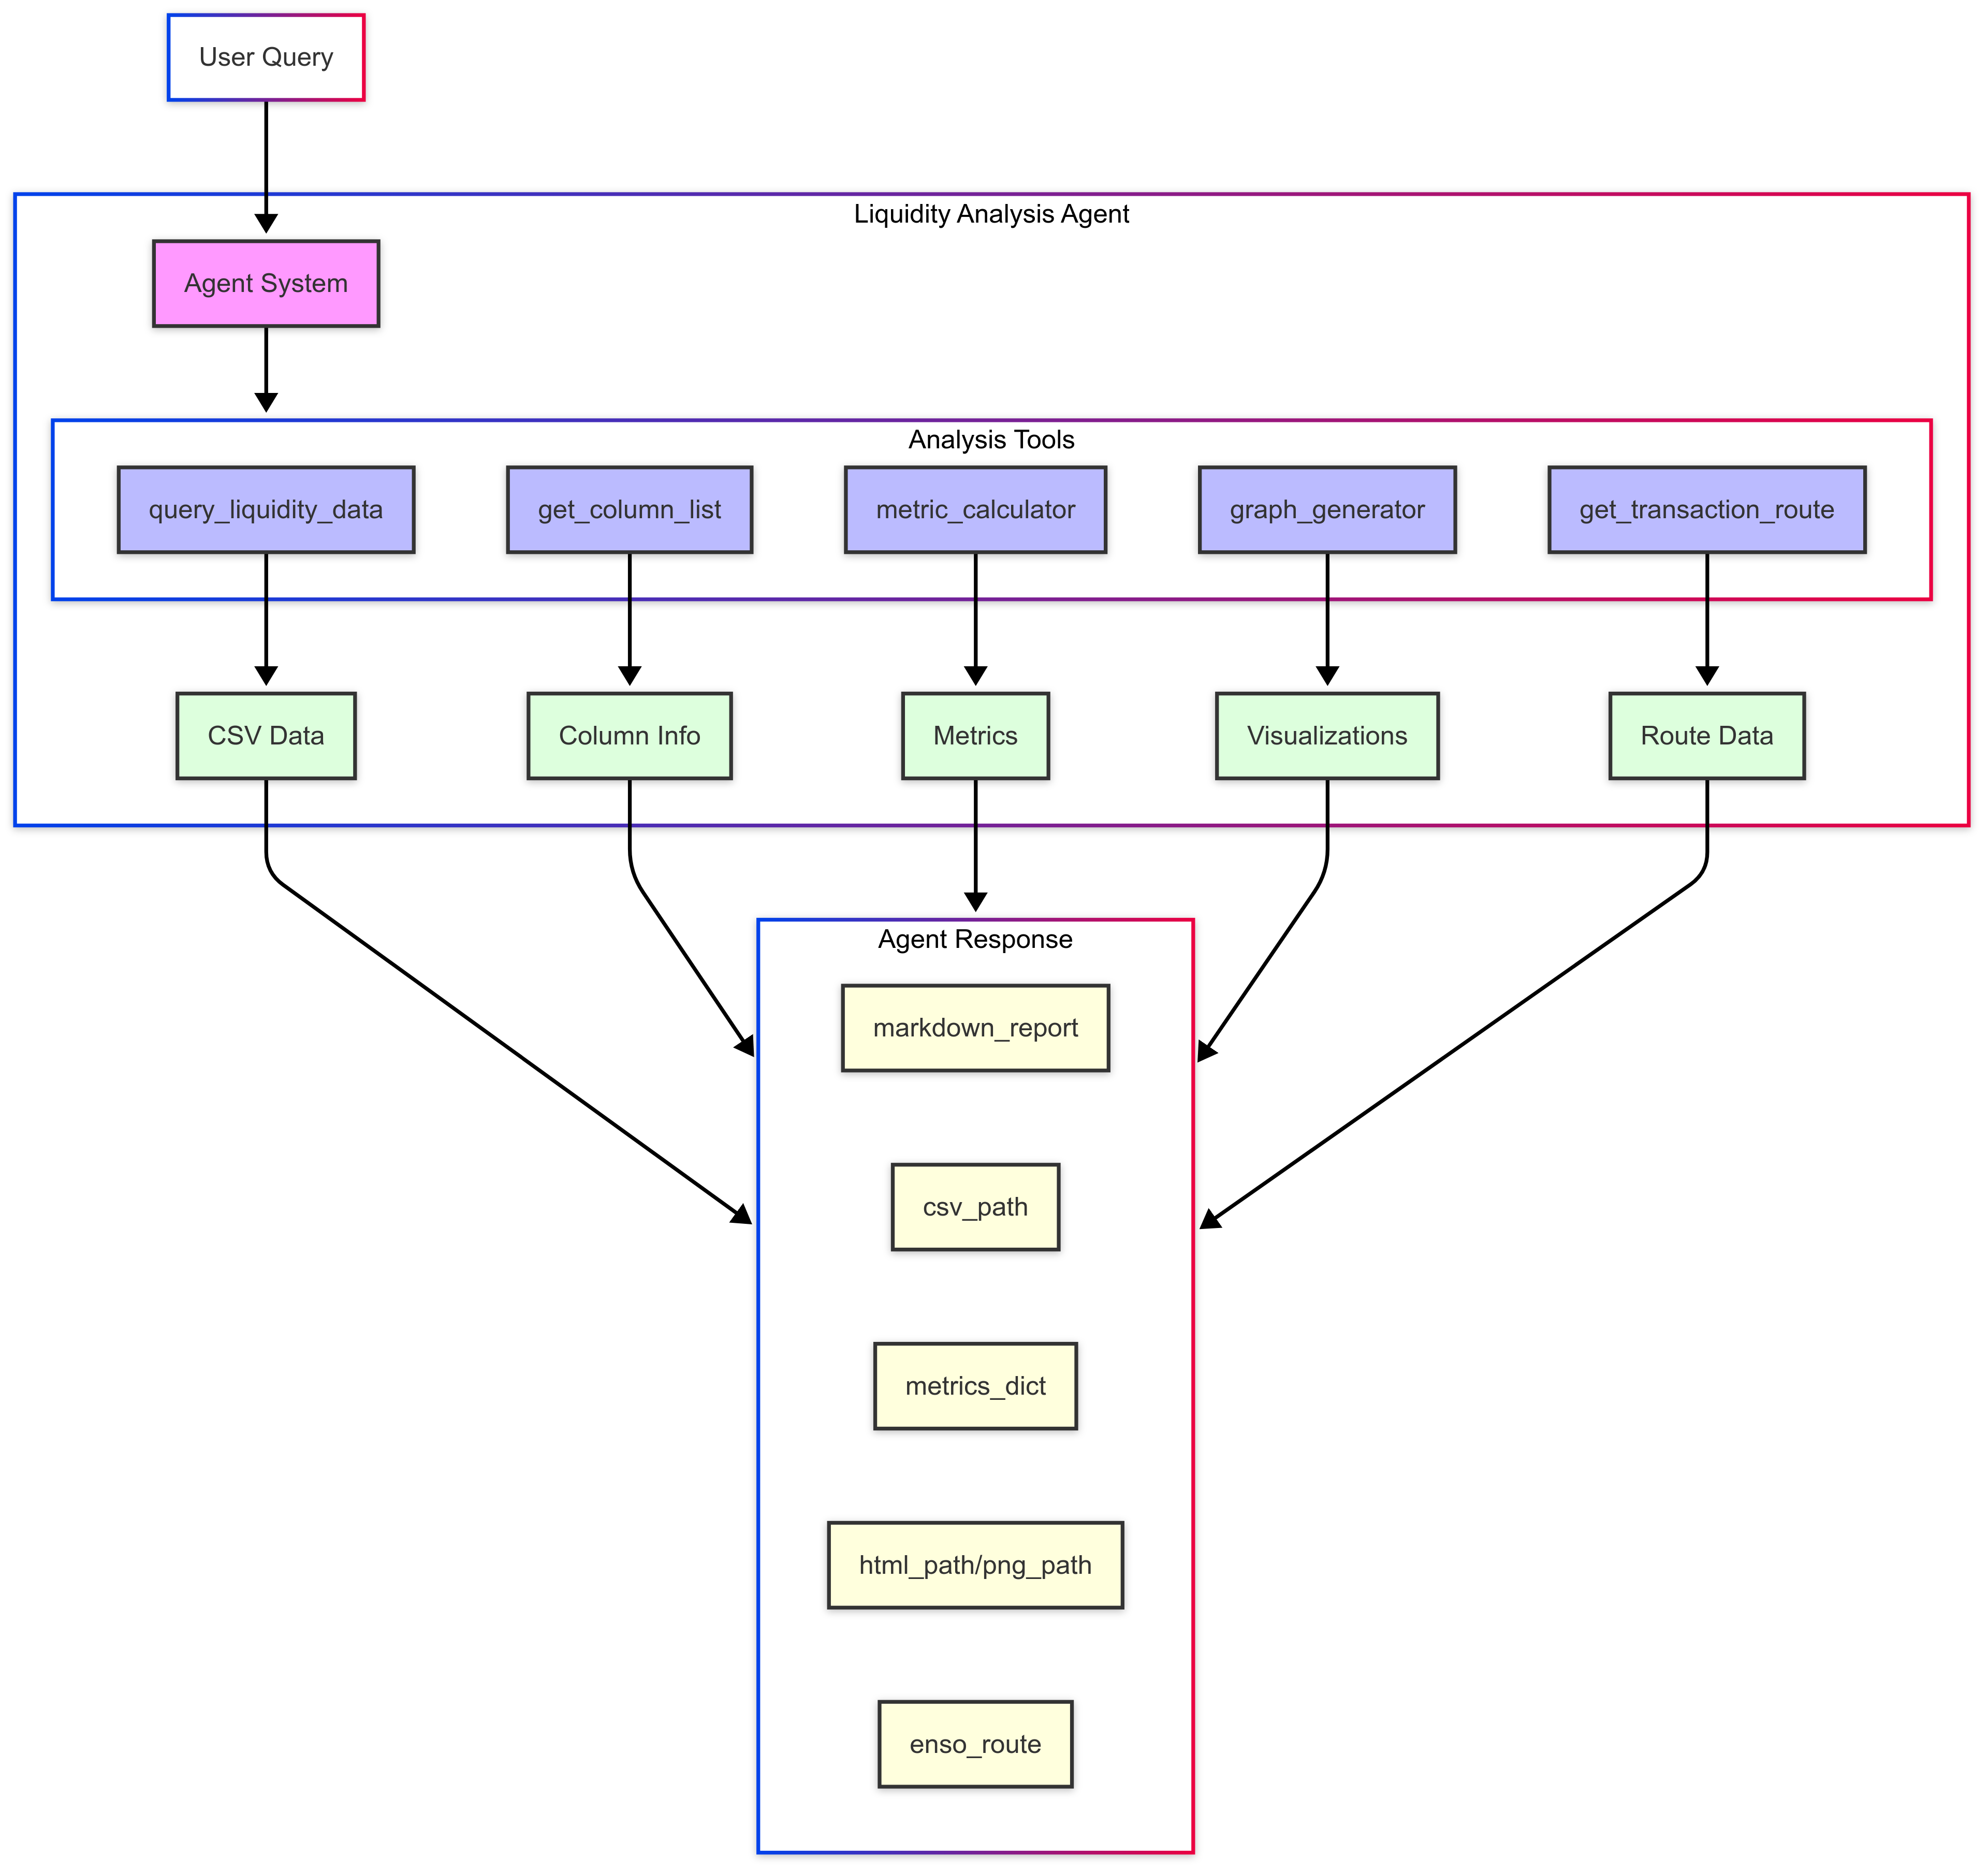 User Query
Liquidity Analysis Agent
Agent System
Analysis Tools
query_liquidity_data
get_column_list
metric_calculator
graph_generator
get_transaction_route
CSV Data
Column Info
Metrics
Visualizations
Route Data
Agent Response
markdown_report
csv_path
metrics_dict
html_path/png_path
enso_route